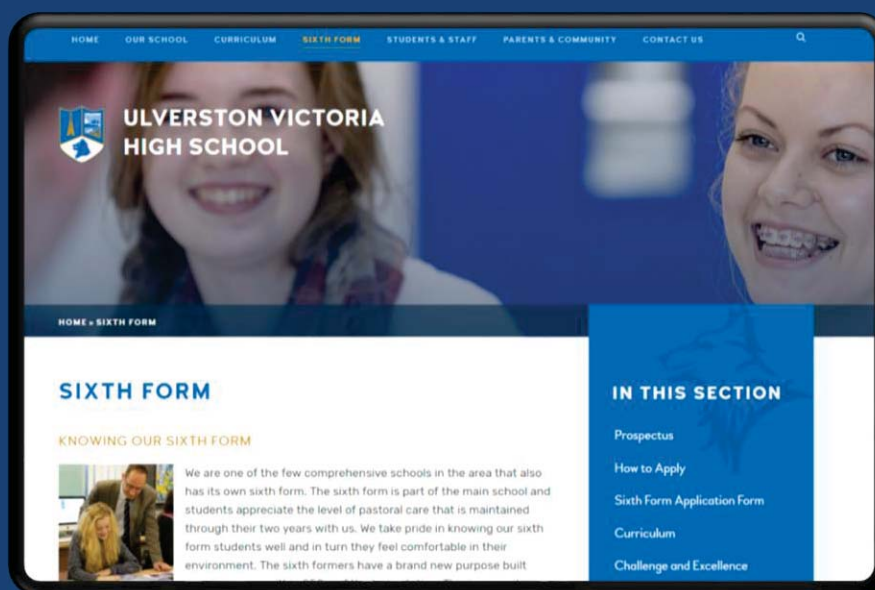 HOME OUR SCHOOL CURRICULUM SIXTH FORM STUDENTS & STAFF PARENTS & COMMUNITY CONTACT US
ULVERSTON VICTORIA
HIGH SCHOOL
HOME » SIXTH FORM
SIXTH FORM
KNOWING OUR SIXTH FORM
We are one of the few comprehensive schools in the area that also
has its own sixth form. The sixth form is part of the main school and
students appreciate the level of pastoral care that is maintained
through their two years with us. We take pride in knowing our sixth
form students well and in turn they feel comfortable in their
environment. The sixth formers have a brand new purpose built
IN THIS SECTION
Prospectus
How to Apply
Sixth Form Application Form
Curriculum
Challenge and Excellence